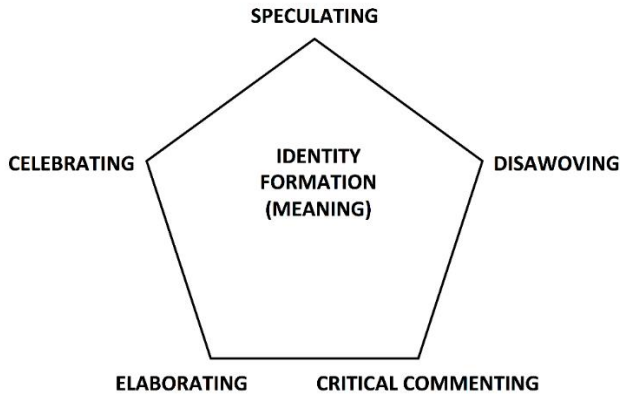 SPECULATING
CELEBRATING
IDENTITY
FORMATION
(MEANING)
DISAWOVING
ELABORATING
CRITICAL COMMENTING